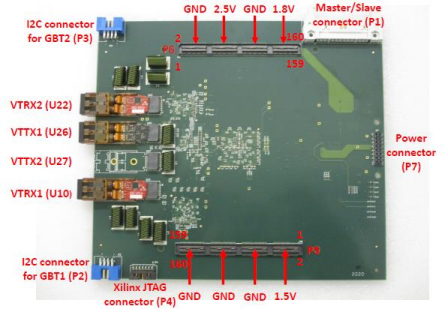 I2C connector
for GBT2 (P3)
GND 2.5V GND 1.8V
Master/Slave
connector (P1)
2
P6
160
1
159
VTRX2 (U22)
VTTX1 (U26)
VTTX2 (U27)
VTRX1 (U10)
Power
connector
(P7)
159
1
160
2
I2C connector
for GBT1 (P2)
Xilinx JTAG
connector (P4)
GND GND GND 1.5V